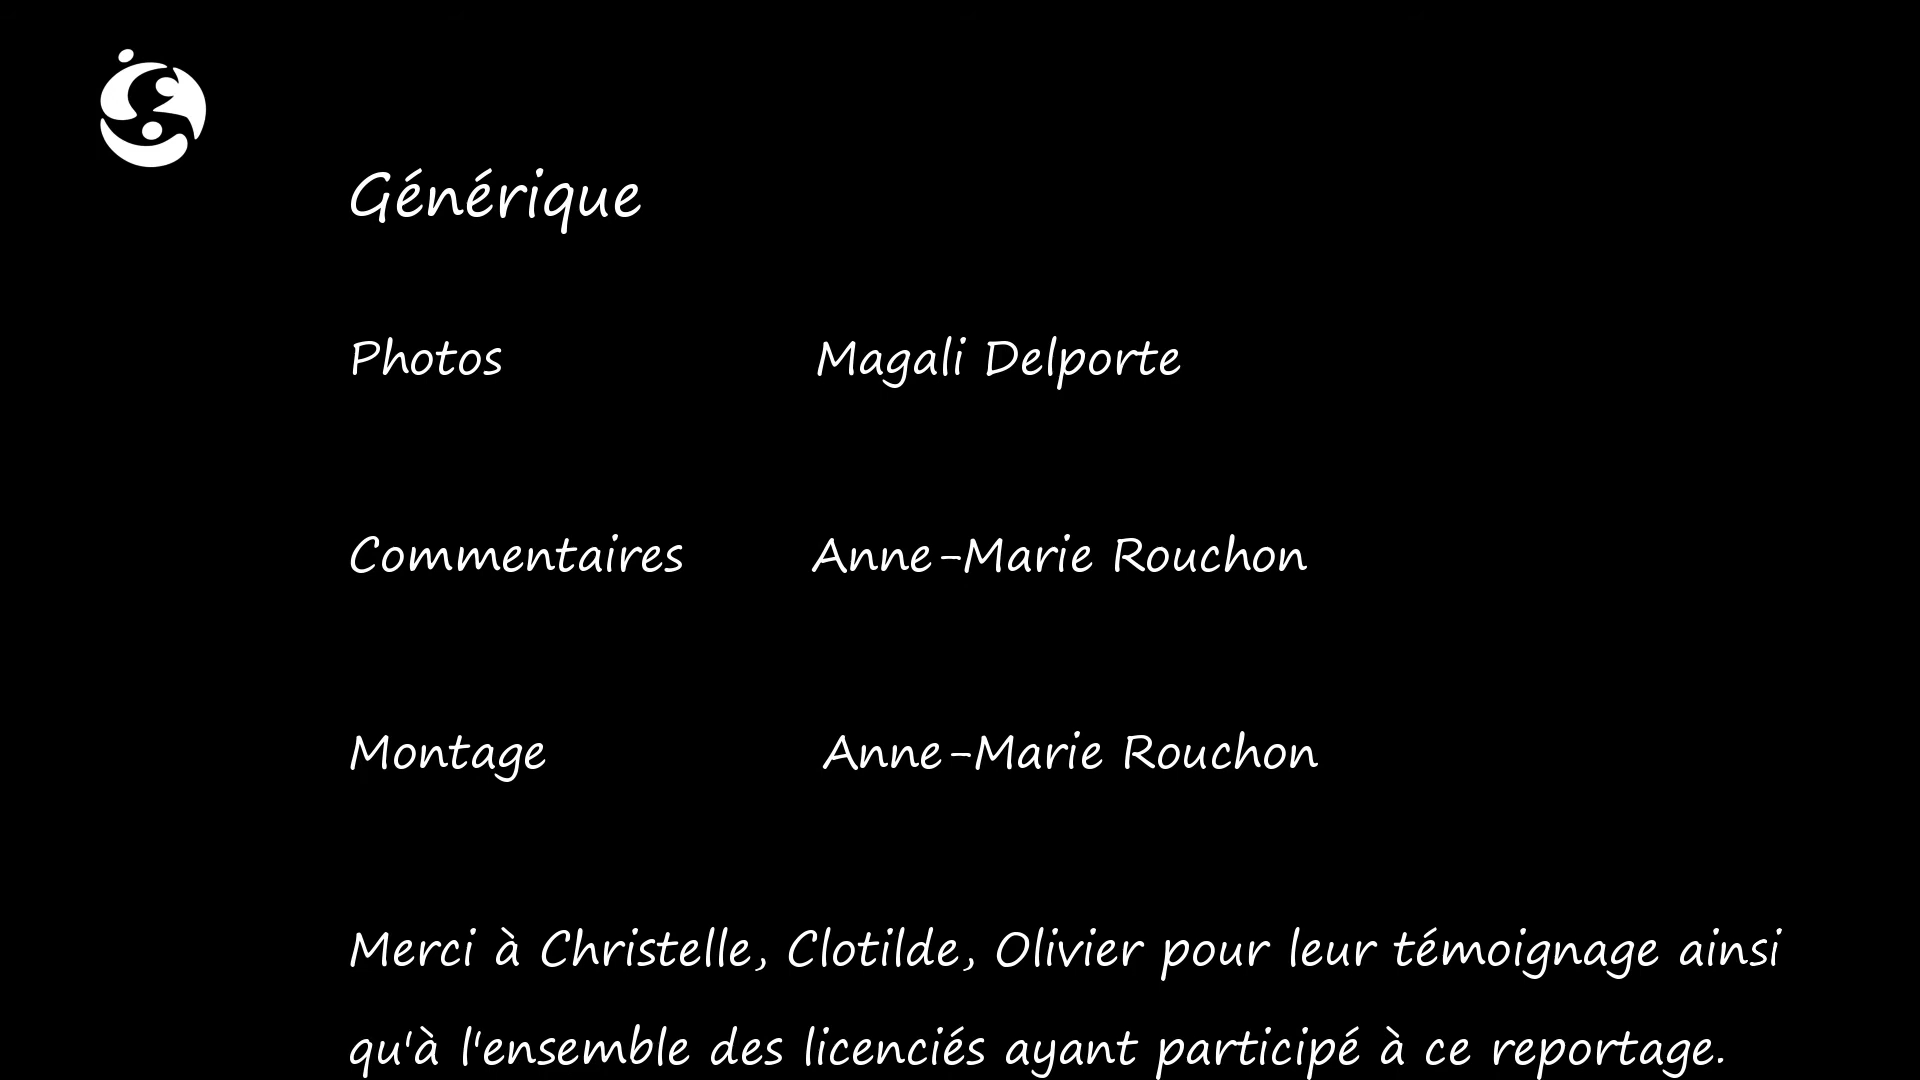 Générique
Photos Magali Delporte
Commentaires Anne-Marie Rouchon
Montage Anne-Marie Rouchon
Merci à Christelle, Clotilde, Olivier pour leur témoignage ainsi
qu'à l'ensemble des licenciés ayant participé à ce reportage.